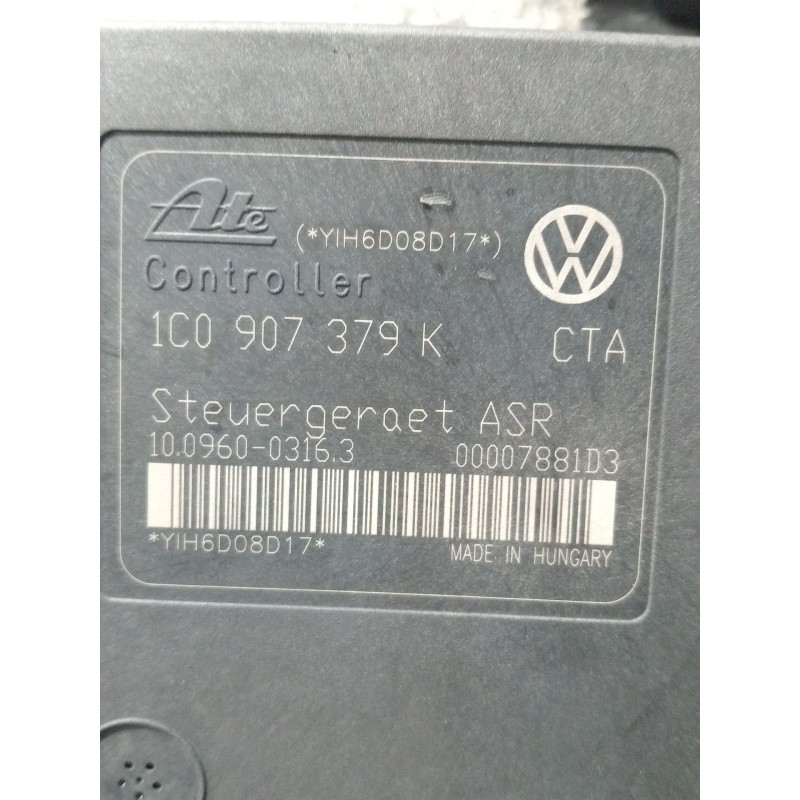 Ate
(*YIH6D08D17*)
Controller
1C0 907 379 K CTA
Steuergeraet ASR
10.0960-0316.3 00007881D3
*YIH6D08D17* MADE IN HUNGARY